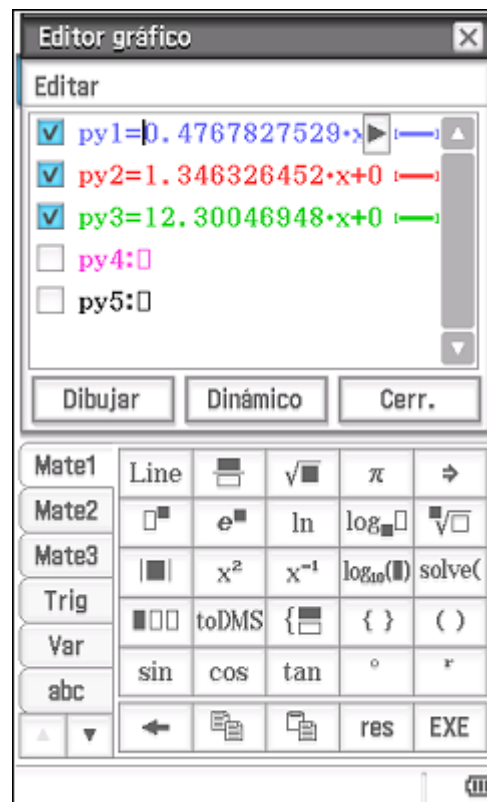 Editor gráfico
Editar
py1=0.4767827529·x
py2=1.346326452·x+0
py3=12.30046948·x+0
py4:▯
py5:▯
Dibujar Dinámico Cerr.
Mate1 Line √■ π ⇒
Mate2 ▯^■ e^■ ln log_■▯ ■√▯
Mate3 |■| x² x⁻¹ log₁₀(■) solve(
Trig ■▯▯ toDMS { { } ( )
Var sin cos tan ° r
abc
res EXE